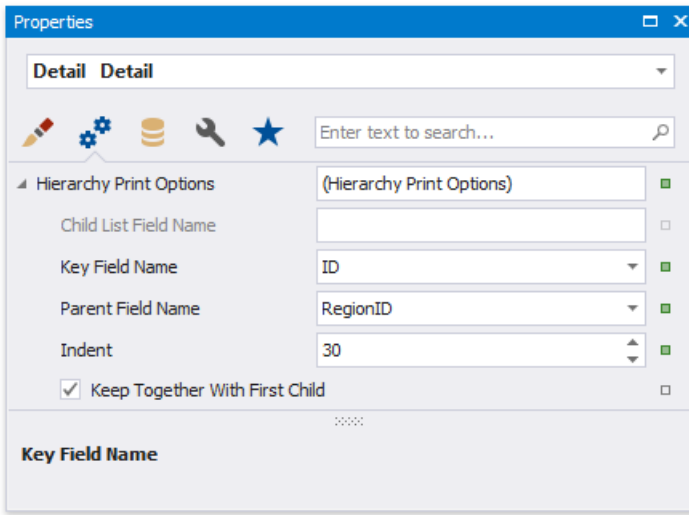 Properties
Detail Detail
Enter text to search...
Hierarchy Print Options (Hierarchy Print Options)
Child List Field Name
Key Field Name ID
Parent Field Name RegionID
Indent 30
Keep Together With First Child
Key Field Name